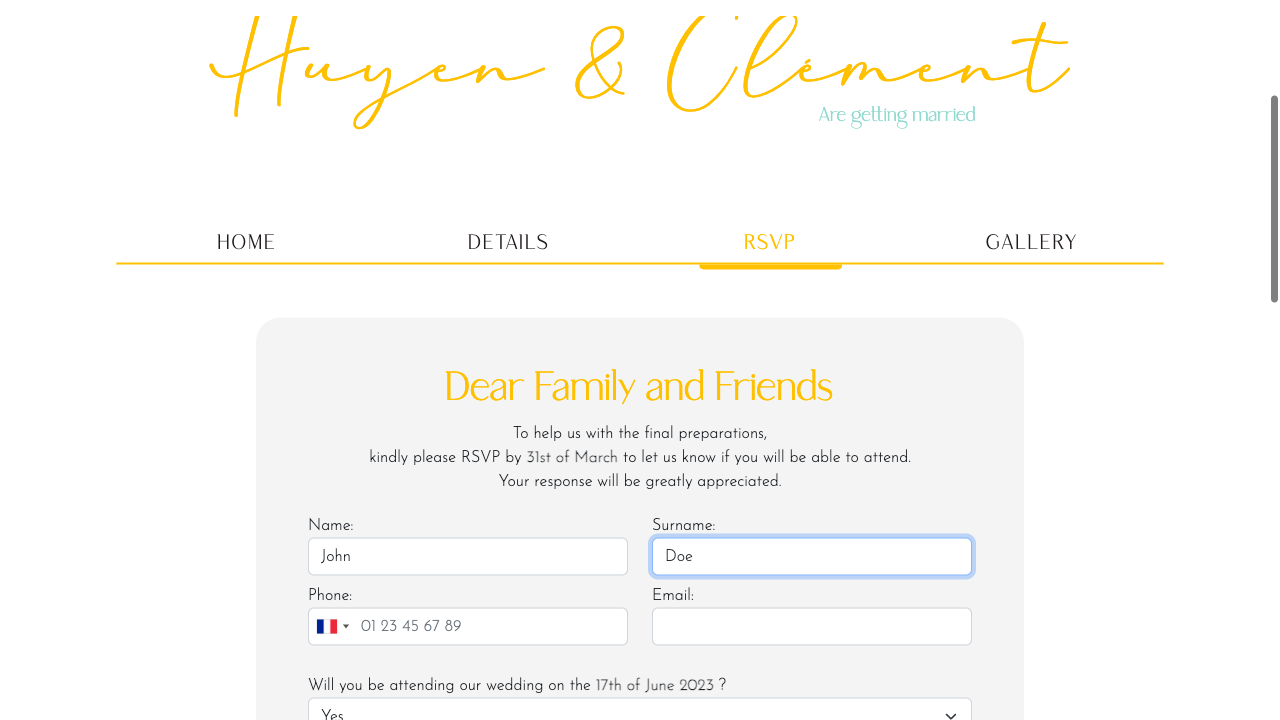 Huyen & Clément
Are getting married
HOME DETAILS RSVP GALLERY
Dear Family and Friends
To help us with the final preparations,
kindly please RSVP by 31st of March to let us know if you will be able to attend.
Your response will be greatly appreciated.
Name: Surname:
John Doe
Phone: Email:
01 23 45 67 89
Will you be attending our wedding on the 17th of June 2023 ?
Yes